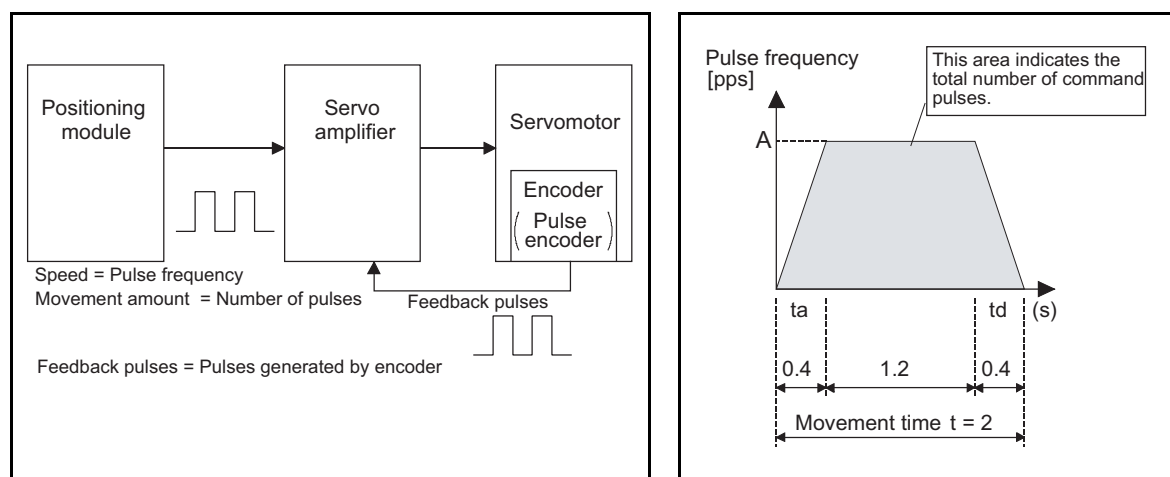 Positioning
module
Servo
amplifier
Servomotor
Encoder
(Pulse
encoder)
Speed = Pulse frequency
Movement amount = Number of pulses
Feedback pulses
Feedback pulses = Pulses generated by encoder
Pulse frequency
[pps]
This area indicates the
total number of command
pulses.
A
ta
td
(s)
0.4
1.2
0.4
Movement time t = 2